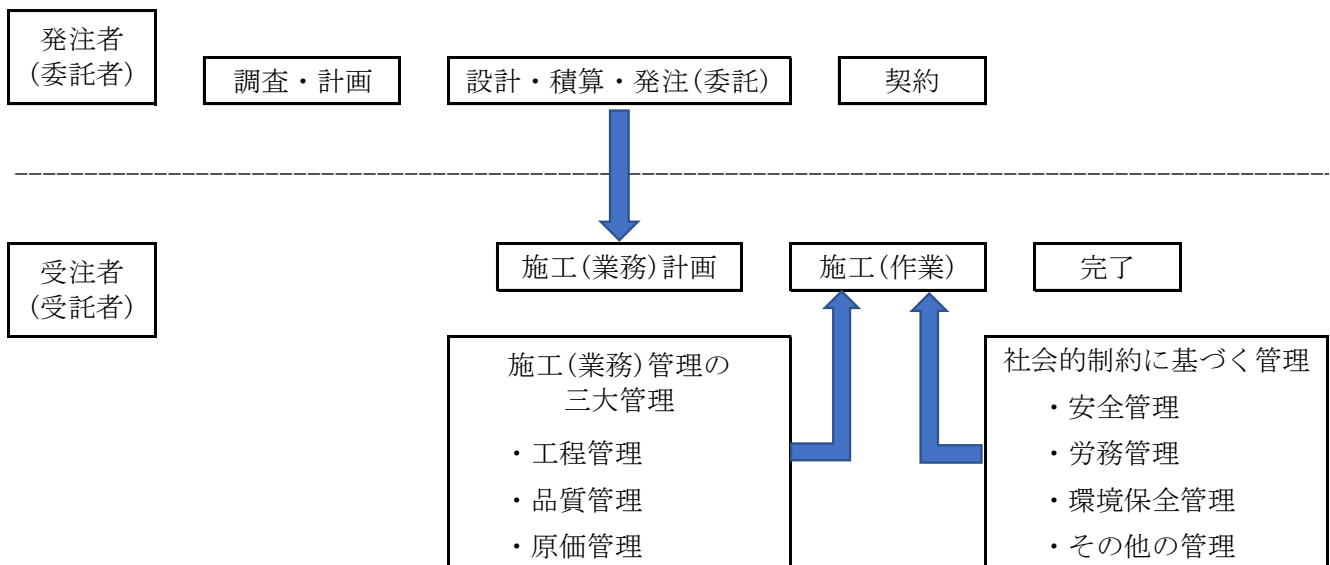 発注者
(委託者)
調査・計画
設計・積算・発注(委託)
契約
受注者
(受託者)
施工(業務)計画
施工(作業)
完了
施工(業務)管理の
三大管理
・工程管理
・品質管理
・原価管理
社会的制約に基づく管理
・安全管理
・労務管理
・環境保全管理
・その他の管理